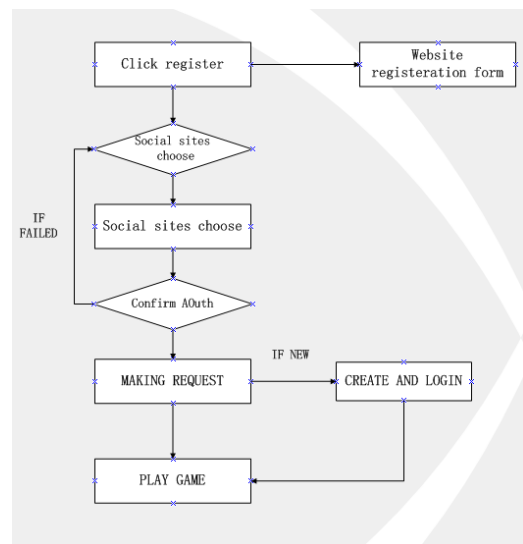 Click register
Website
registeration form
Social sites
choose
IF
FAILED
Social sites choose
Confirm AOuth
IF NEW
MAKING REQUEST
CREATE AND LOGIN
PLAY GAME